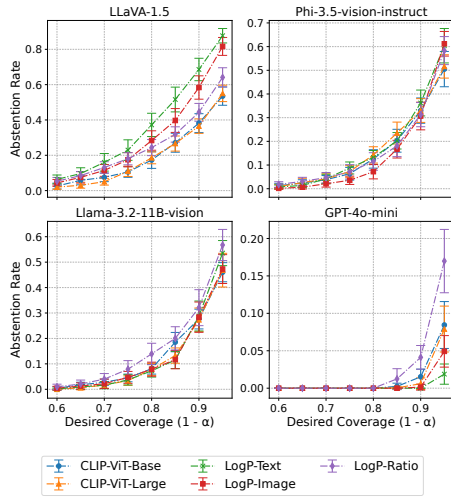 LLaVA-1.5
Phi-3.5-vision-instruct
Abstention Rate
0.8
0.6
0.4
0.2
0.0
0.7
0.6
0.5
0.4
0.3
0.2
0.1
0.0
Llama-3.2-11B-vision
GPT-4o-mini
Abstention Rate
0.6
0.5
0.4
0.3
0.2
0.1
0.0
0.20
0.15
0.10
0.05
0.00
0.6 0.7 0.8 0.9
0.6 0.7 0.8 0.9
Desired Coverage (1 - α)
Desired Coverage (1 - α)
CLIP-ViT-Base
LogP-Text
LogP-Ratio
CLIP-ViT-Large
LogP-Image